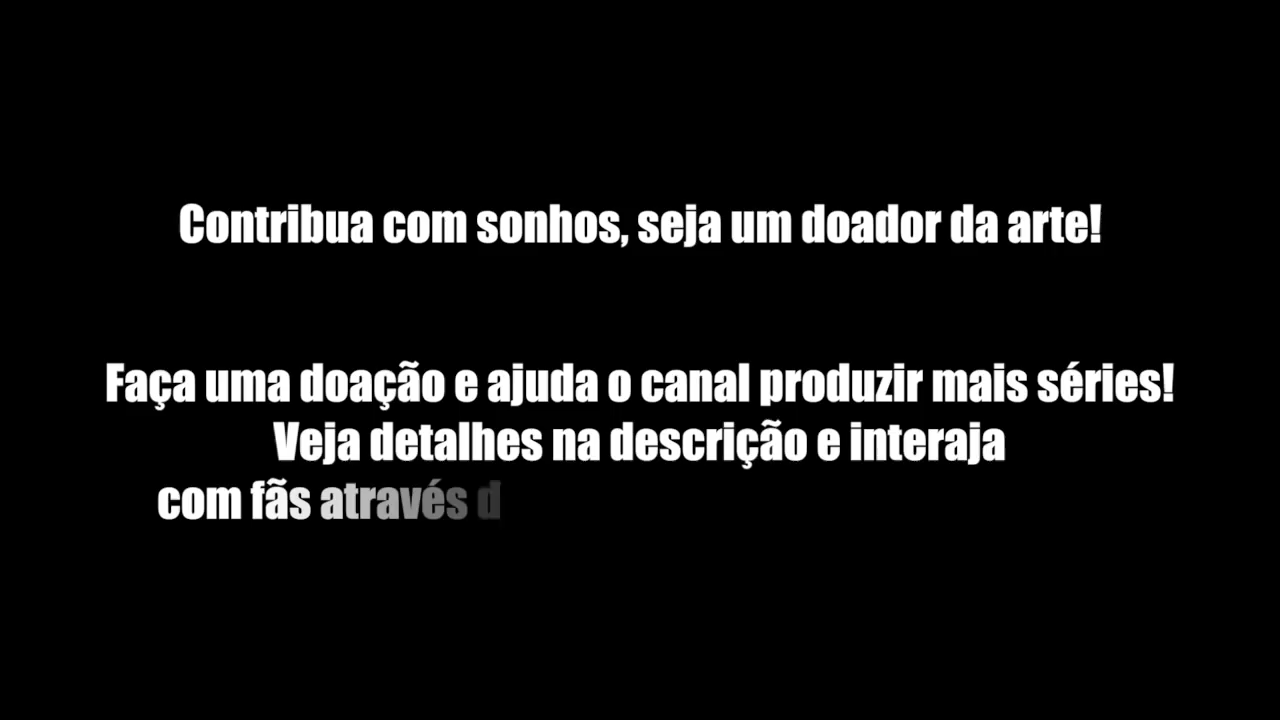 Contribua com sonhos, seja um doador da arte!
Faça uma doação e ajuda o canal produzir mais séries!
Veja detalhes na descrição e interaja
com fãs através d